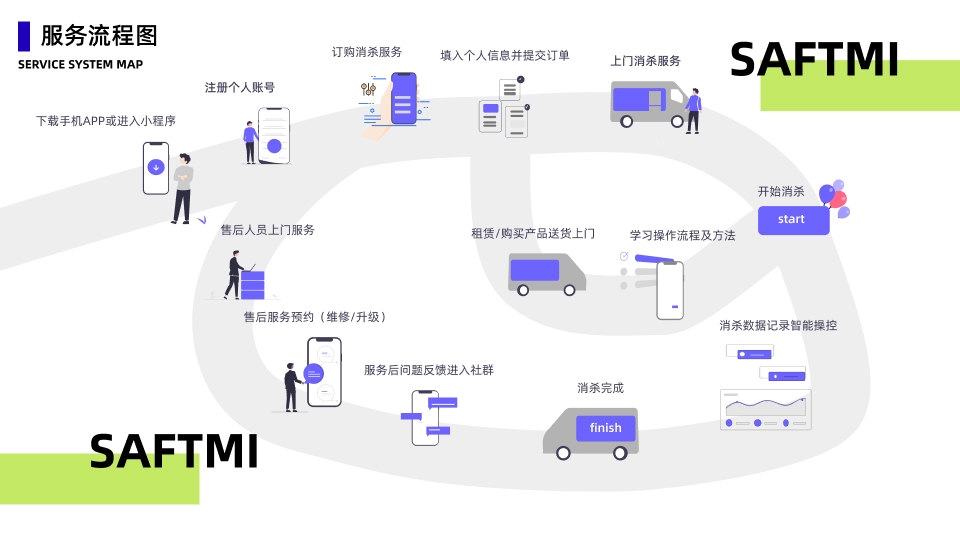 服务流程图
SERVICE SYSTEM MAP
SAFTMI
订购消杀服务
填入个人信息并提交订单
上门消杀服务
注册个人账号
下载手机APP或进入小程序
开始消杀
start
售后人员上门服务
租赁/购买产品送货上门
学习操作流程及方法
售后服务预约（维修/升级）
消杀数据记录智能操控
服务后问题反馈进入社群
消杀完成
finish
SAFTMI